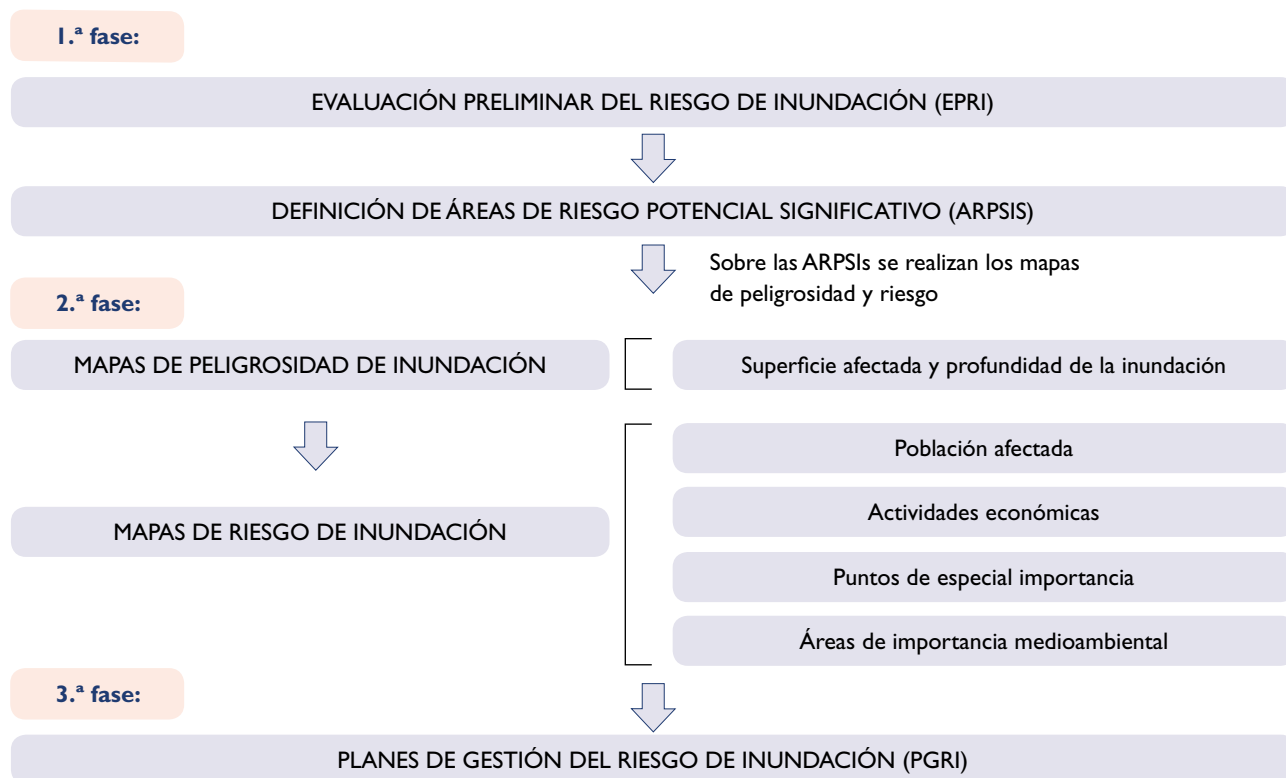 1.ª fase:
EVALUACIÓN PRELIMINAR DEL RIESGO DE INUNDACIÓN (EPRI)
DEFINICIÓN DE ÁREAS DE RIESGO POTENCIAL SIGNIFICATIVO (ARPSIS)
Sobre las ARPSIs se realizan los mapas
de peligrosidad y riesgo
2.ª fase:
MAPAS DE PELIGROSIDAD DE INUNDACIÓN
Superficie afectada y profundidad de la inundación
MAPAS DE RIESGO DE INUNDACIÓN
Población afectada
Actividades económicas
Puntos de especial importancia
Áreas de importancia medioambiental
3.ª fase:
PLANES DE GESTIÓN DEL RIESGO DE INUNDACIÓN (PGRI)